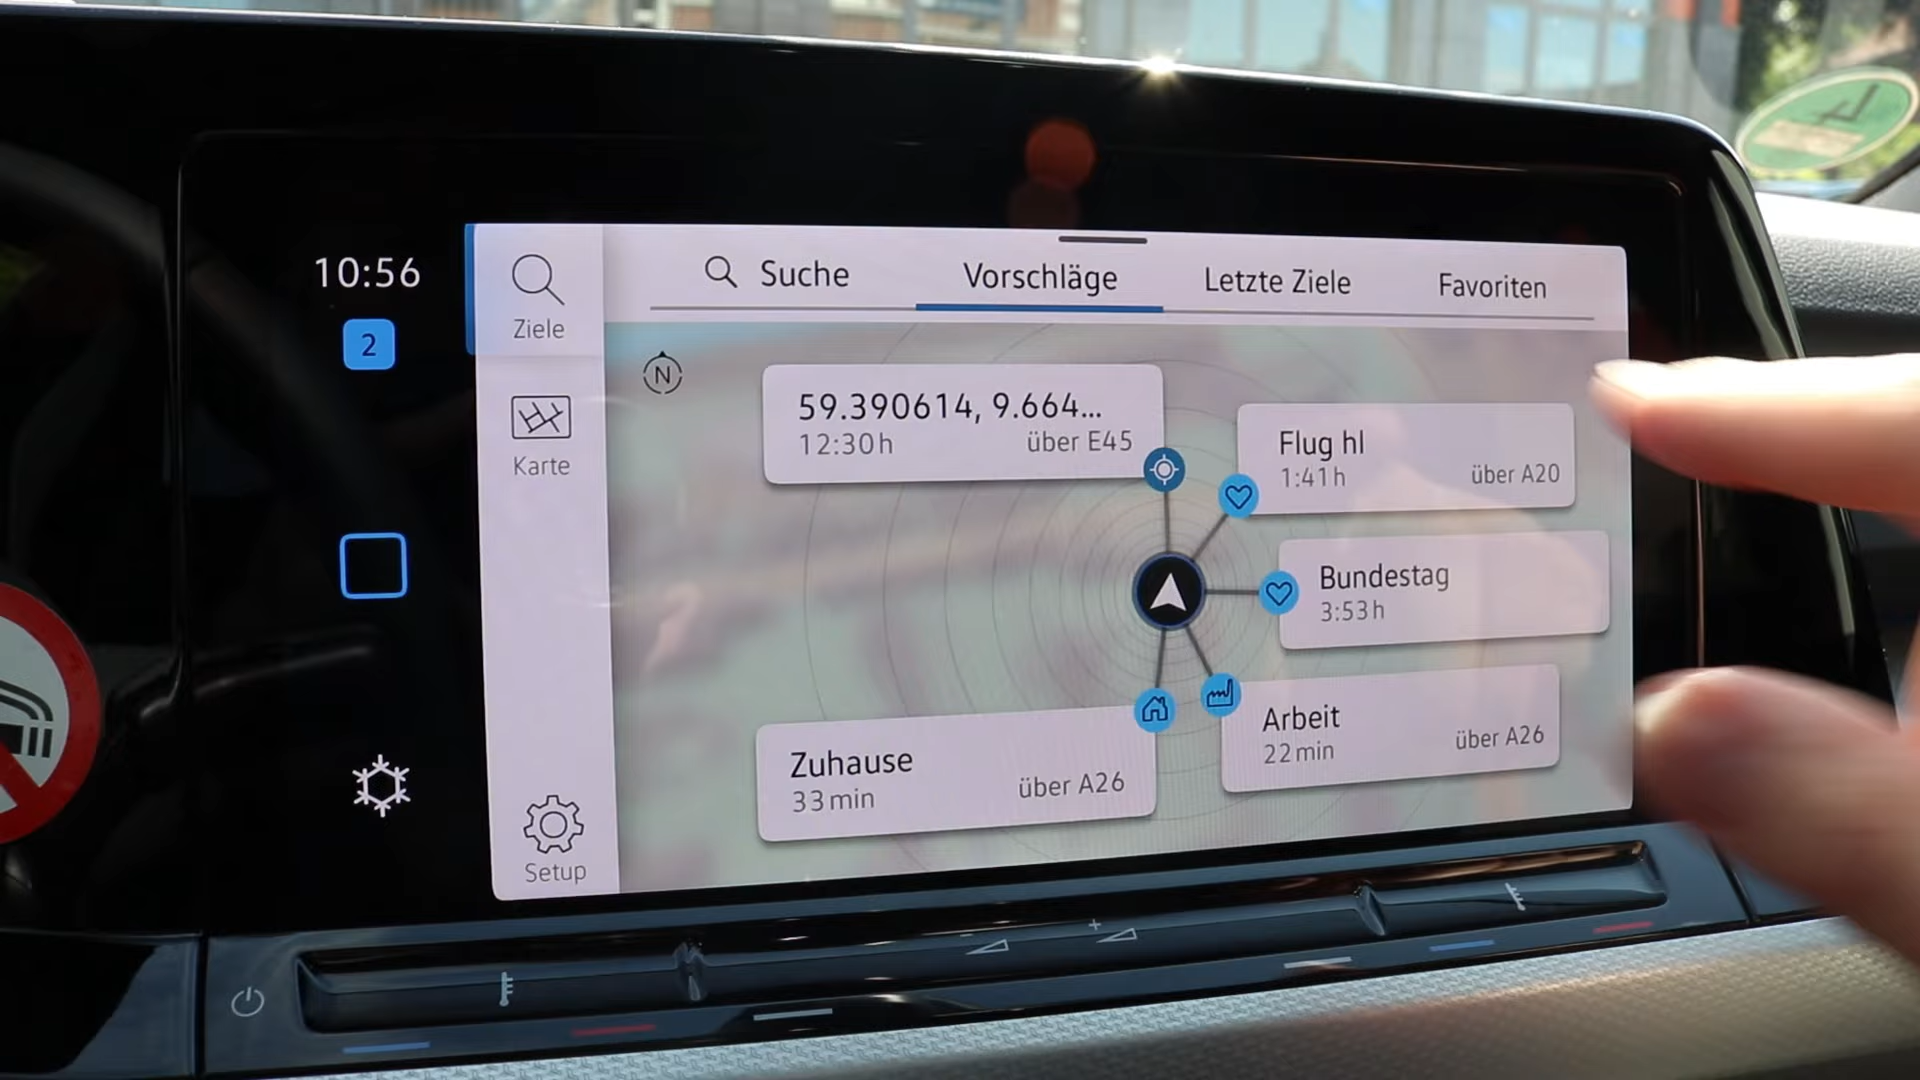 10:56
2
Ziele
Karte
Setup
Suche
Vorschläge
Letzte Ziele
Favoriten
N
59.390614, 9.664...
12:30 h
über E45
Flug hl
1:41 h
über A20
Bundestag
3:53 h
Arbeit
22 min
über A26
Zuhause
33 min
über A26